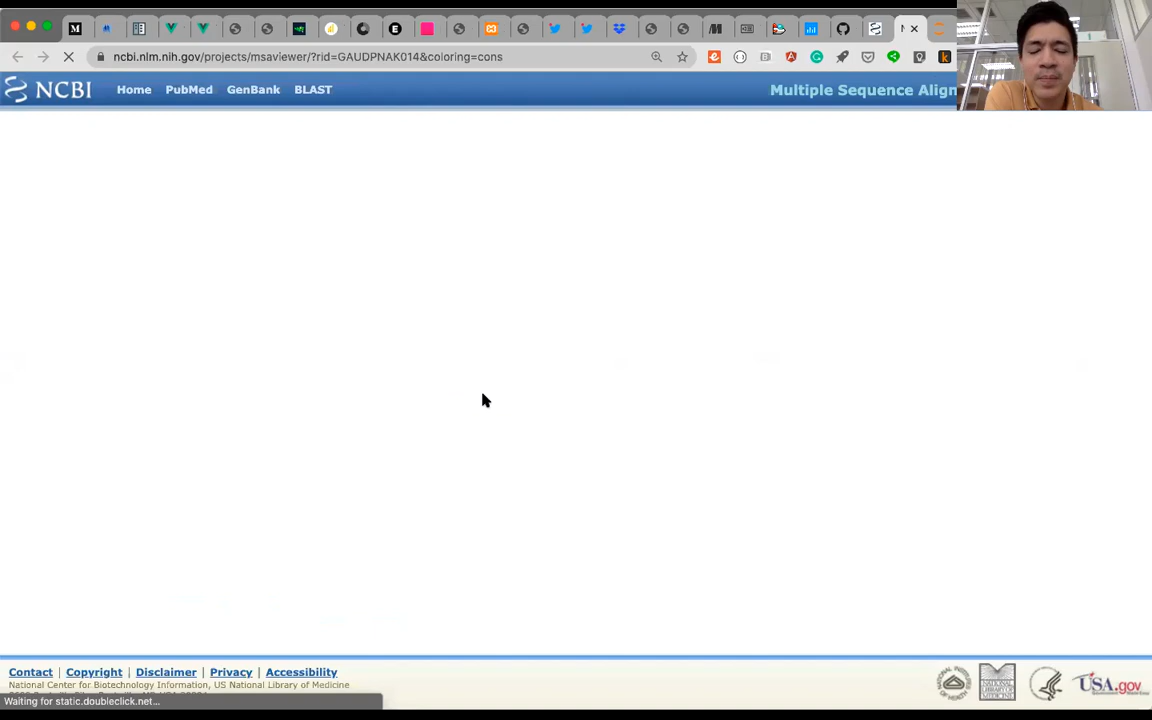 ncbi.nlm.nih.gov/projects/msaviewer/?rid=GAUDPNAK014&coloring=cons
NCBI Home PubMed GenBank BLAST Multiple Sequence Align
Contact | Copyright | Disclaimer | Privacy | Accessibility
National Center for Biotechnology Information, US National Library of Medicine
Waiting for static.doubleclick.net...
USA.gov